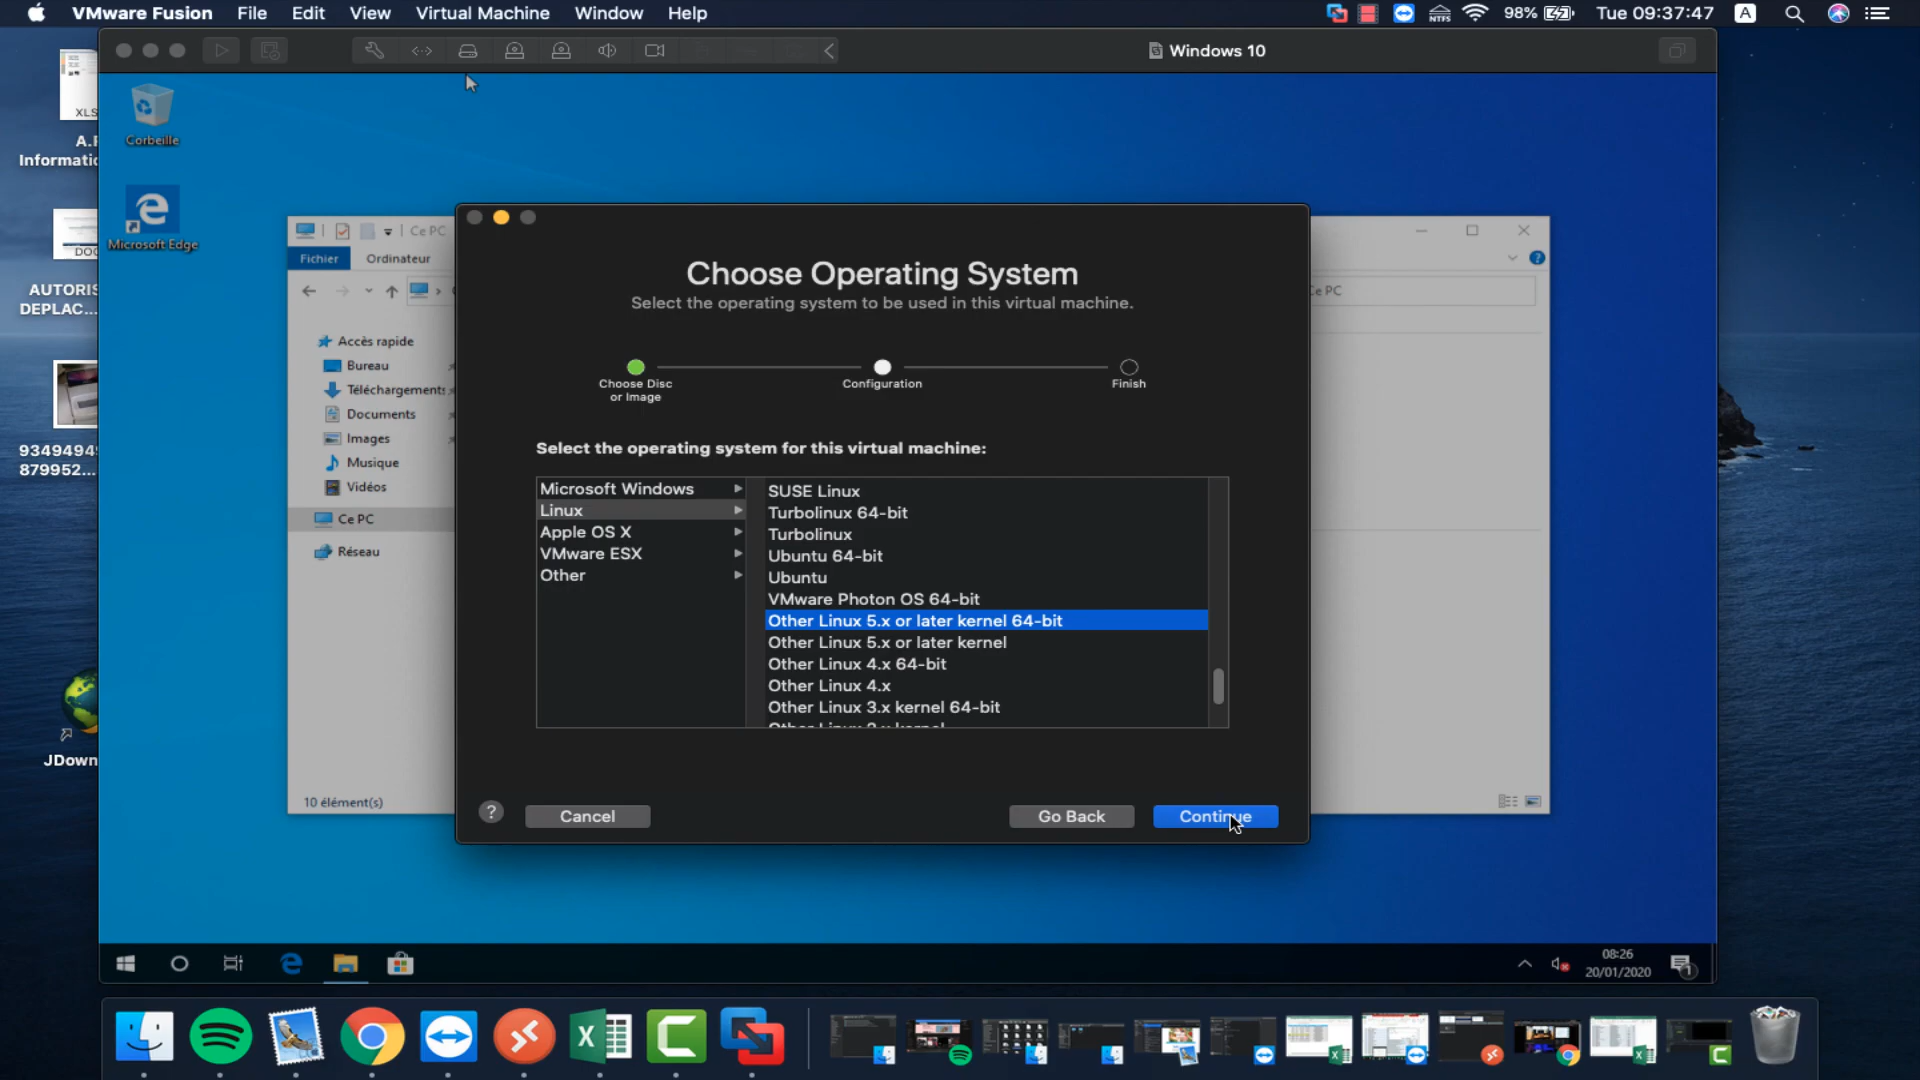 VMware Fusion File Edit View Virtual Machine Window Help
NTFS 98% Tue 09:37:47 A
Windows 10
XLS
A.F
Informatic
DOC
AUTORIS
DEPLAC...
9349494
879952...
JDown
Corbeille
Microsoft Edge
Ce PC
Fichier Ordinateur
Ce PC
Accès rapide
Bureau
Téléchargements
Documents
Images
Musique
Vidéos
Ce PC
Réseau
10 élément(s)
Choose Operating System
Select the operating system to be used in this virtual machine.
Choose Disc
or Image
Configuration
Finish
Select the operating system for this virtual machine:
Microsoft Windows
Linux
Apple OS X
VMware ESX
Other
SUSE Linux
Turbolinux 64-bit
Turbolinux
Ubuntu 64-bit
Ubuntu
VMware Photon OS 64-bit
Other Linux 5.x or later kernel 64-bit
Other Linux 5.x or later kernel
Other Linux 4.x 64-bit
Other Linux 4.x
Other Linux 3.x kernel 64-bit
? Cancel Go Back Continue
08:26
20/01/2020
1